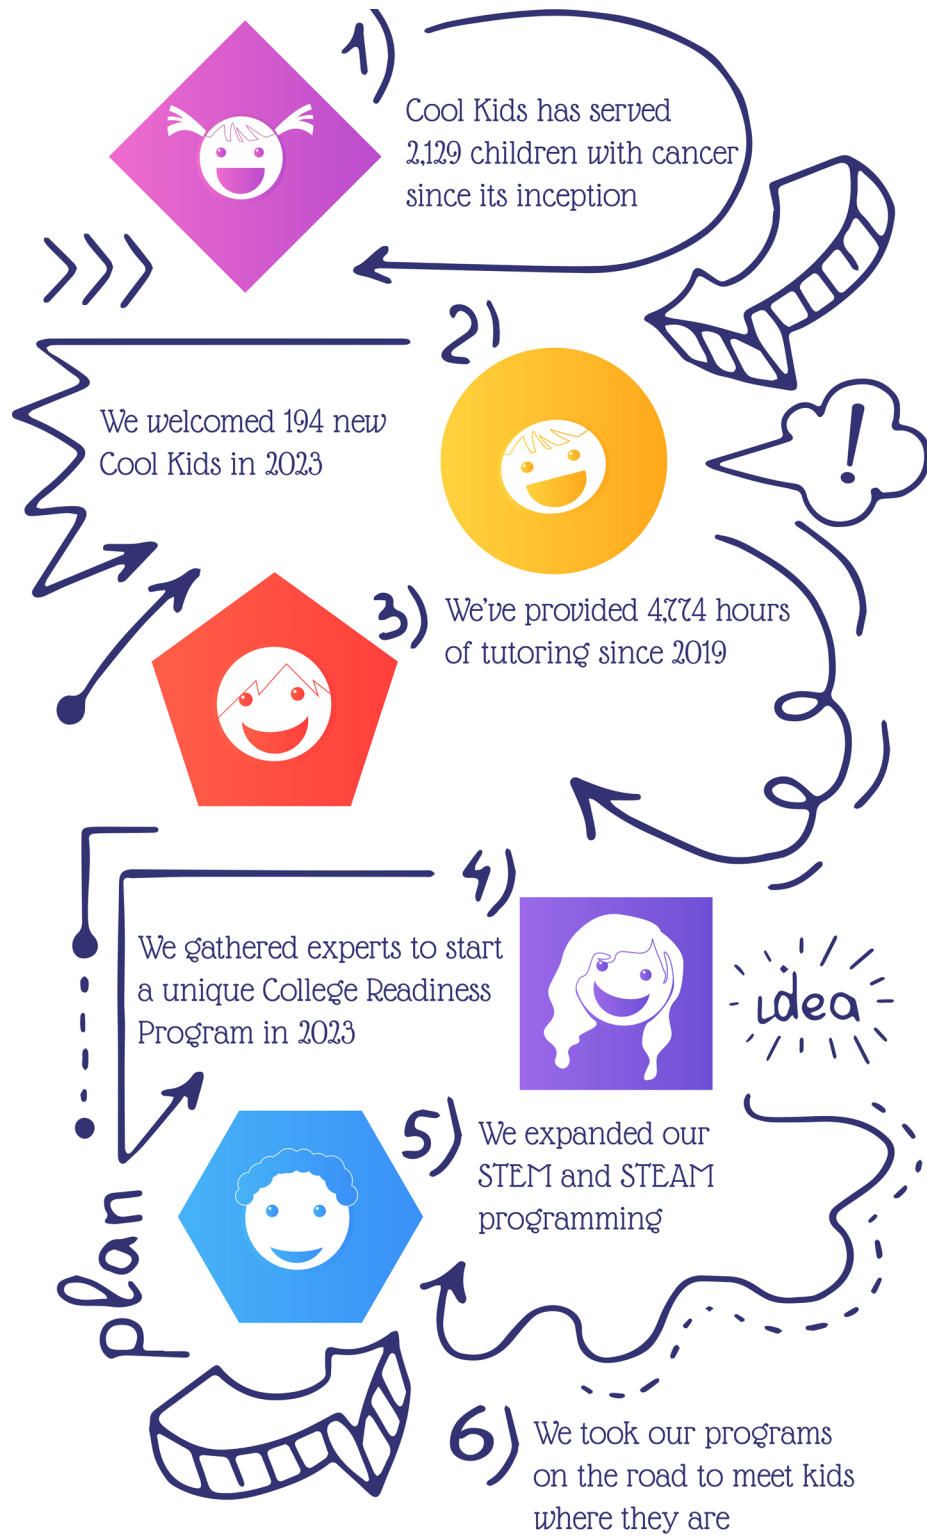 1)
Cool Kids has served
2,129 children with cancer
since its inception
2)
We welcomed 194 new
Cool Kids in 2023
!
3)
We've provided 4,774 hours
of tutoring since 2019
4)
We gathered experts to start
a unique College Readiness
Program in 2023
idea
5)
We expanded our
STEM and STEAM
programming
plan
6)
We took our programs
on the road to meet kids
where they are